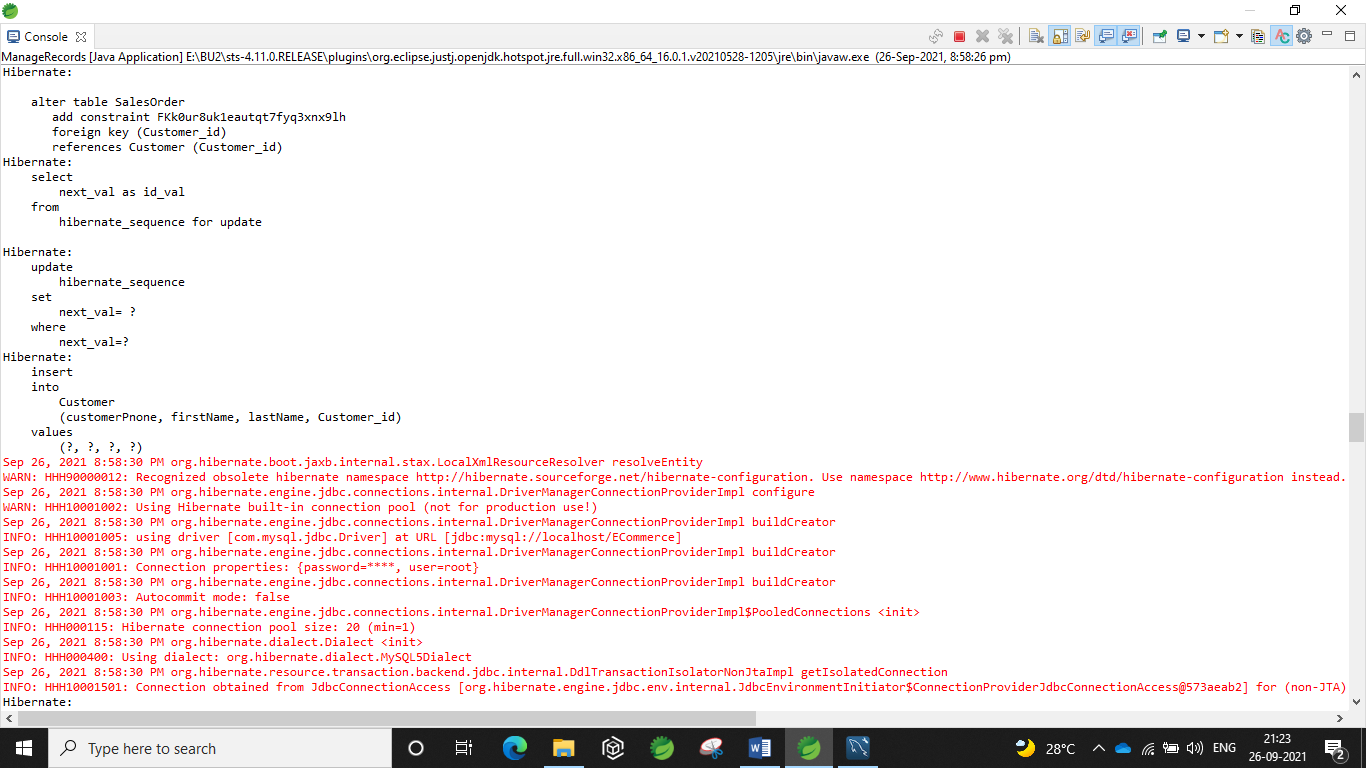 Console
ManageRecords [Java Application] E:\BU2\sts-4.11.0.RELEASE\plugins\org.eclipse.justj.openjdk.hotspot.jre.full.win32.x86_64_16.0.1.v20210528-1205\jre\bin\javaw.exe (26-Sep-2021, 8:58:26 pm)
Hibernate:
alter table SalesOrder
add constraint FKk0ur8uk1eautqt7fyq3xnx9lh
foreign key (Customer_id)
references Customer (Customer_id)
Hibernate:
select
next_val as id_val
from
hibernate_sequence for update
Hibernate:
update
hibernate_sequence
set
next_val= ?
where
next_val=?
Hibernate:
insert
into
Customer
(customerPnone, firstName, lastName, Customer_id)
values
(?, ?, ?, ?)
Sep 26, 2021 8:58:30 PM org.hibernate.boot.jaxb.internal.stax.LocalXmlResourceResolver resolveEntity
WARN: HHH90000012: Recognized obsolete hibernate namespace http://hibernate.sourceforge.net/hibernate-configuration. Use namespace http://www.hibernate.org/dtd/hibernate-configuration instead.
Sep 26, 2021 8:58:30 PM org.hibernate.engine.jdbc.connections.internal.DriverManagerConnectionProviderImpl configure
WARN: HHH10001002: Using Hibernate built-in connection pool (not for production use!)
Sep 26, 2021 8:58:30 PM org.hibernate.engine.jdbc.connections.internal.DriverManagerConnectionProviderImpl buildCreator
INFO: HHH10001005: using driver [com.mysql.jdbc.Driver] at URL [jdbc:mysql://localhost/ECommerce]
Sep 26, 2021 8:58:30 PM org.hibernate.engine.jdbc.connections.internal.DriverManagerConnectionProviderImpl buildCreator
INFO: HHH10001001: Connection properties: {password=****, user=root}
Sep 26, 2021 8:58:30 PM org.hibernate.engine.jdbc.connections.internal.DriverManagerConnectionProviderImpl buildCreator
INFO: HHH10001003: Autocommit mode: false
Sep 26, 2021 8:58:30 PM org.hibernate.engine.jdbc.connections.internal.DriverManagerConnectionProviderImpl$PooledConnections <init>
INFO: HHH000115: Hibernate connection pool size: 20 (min=1)
Sep 26, 2021 8:58:30 PM org.hibernate.dialect.Dialect <init>
INFO: HHH000400: Using dialect: org.hibernate.dialect.MySQL5Dialect
Sep 26, 2021 8:58:30 PM org.hibernate.resource.transaction.backend.jdbc.internal.DdlTransactionIsolatorNonJtaImpl getIsolatedConnection
INFO: HHH10001501: Connection obtained from JdbcConnectionAccess [org.hibernate.engine.jdbc.env.internal.JdbcEnvironmentInitiator$ConnectionProviderJdbcConnectionAccess@573aeab2] for (non-JTA)
Hibernate:
Type here to search
28°C
ENG
21:23
26-09-2021
2